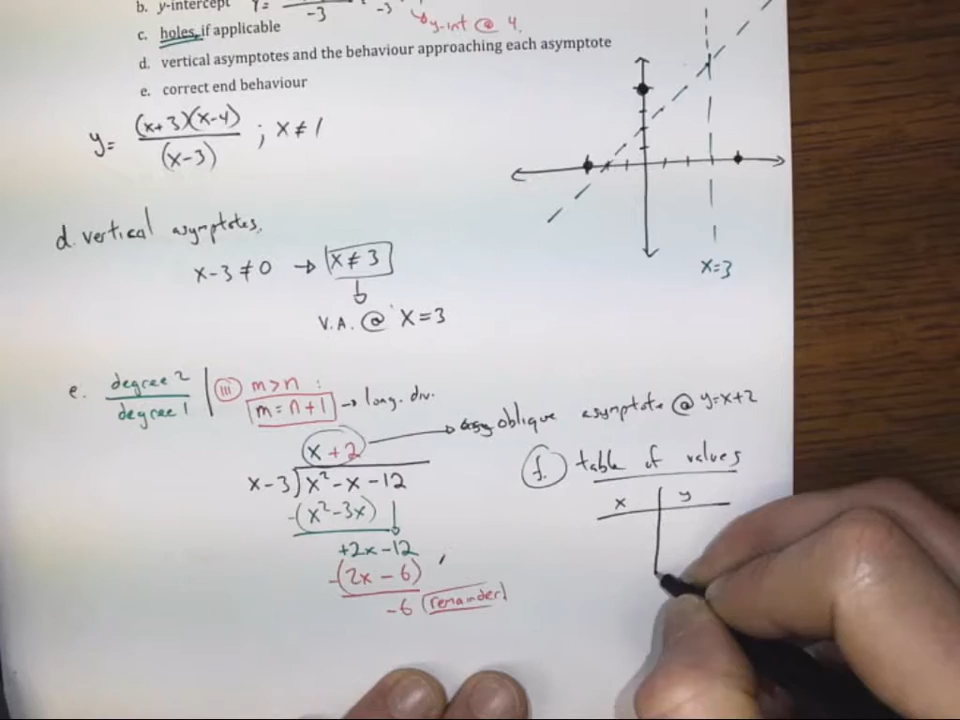 b. y-intercept y= -3 -3 y-int @ 4.
c. holes, if applicable
d. vertical asymptotes and the behaviour approaching each asymptote
e. correct end behaviour
y= (x+3)(x-4) / (x-3) ; x≠1
d. vertical asymptotes,
x-3≠0 → x≠3
V.A. @ x=3
x=3
e. degree 2 / degree 1 | iii m>n :
m=n+1 → long. div.
x+2 → oblique asymptote @ y=x+2
x-3 ) x²-x-12
-(x²-3x)
+2x-12
-(2x-6)
-6 remainder!
f. table of values
x y